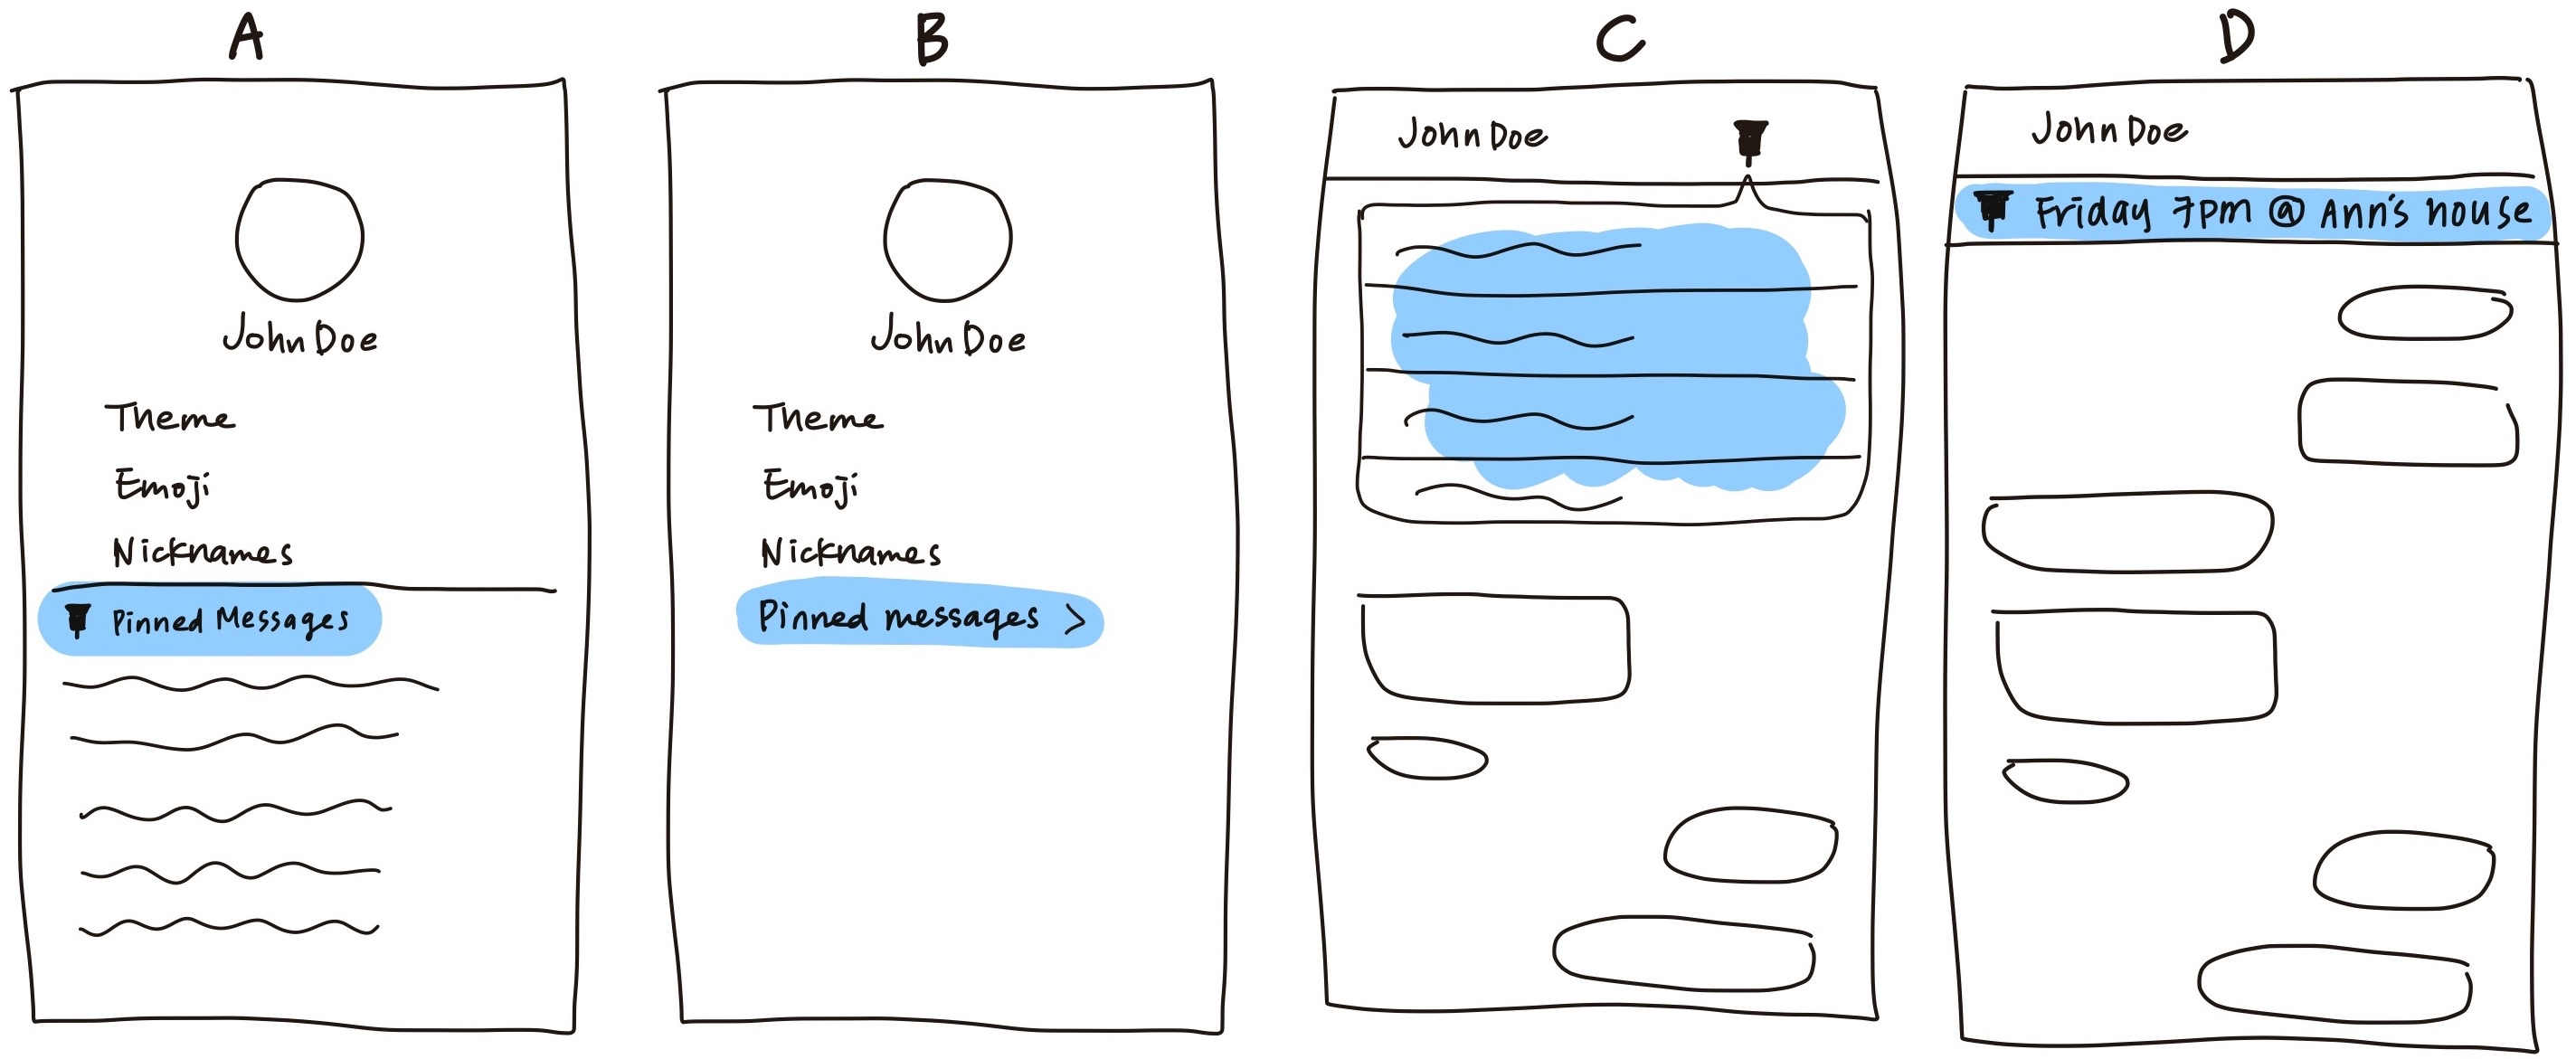 A
John Doe
Theme
Emoji
Nicknames
Pinned Messages
B
John Doe
Theme
Emoji
Nicknames
Pinned messages >
C
John Doe
D
John Doe
Friday 7pm @ Ann's house